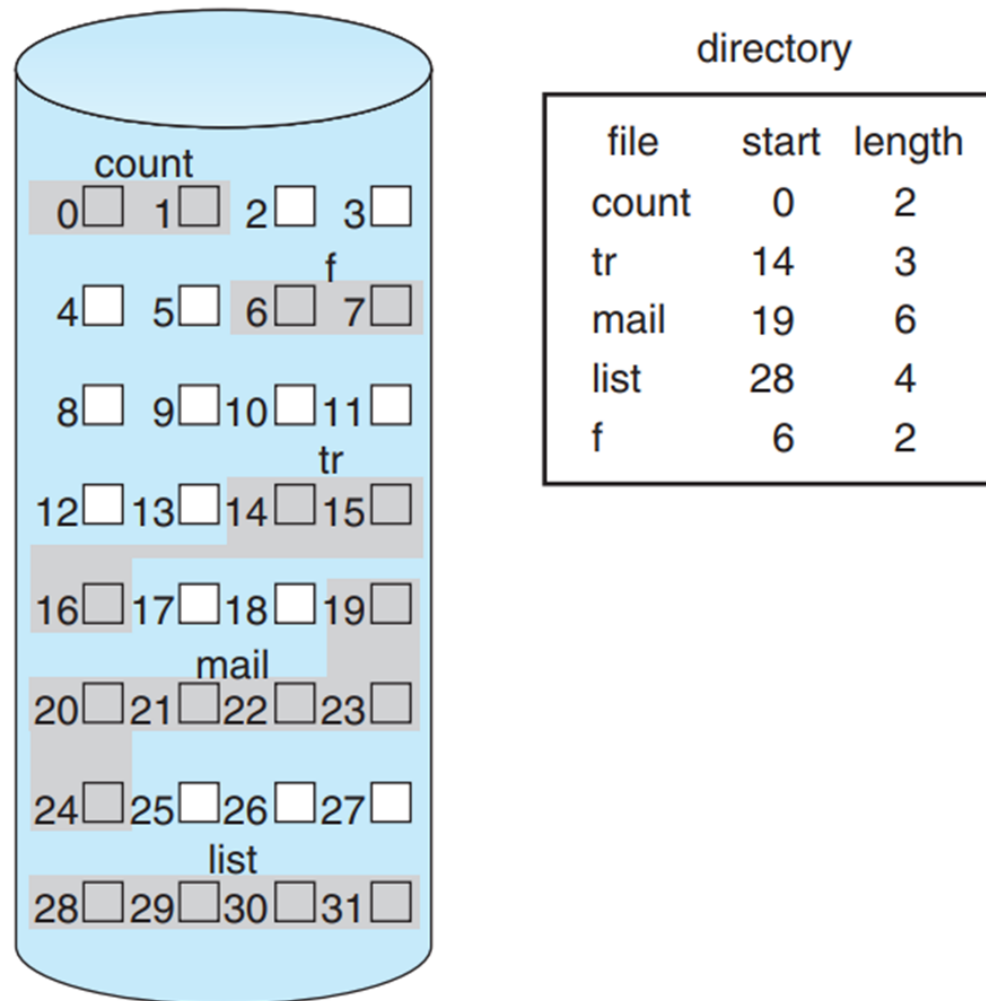 count
0 1 2 3
f
4 5 6 7
8 9 10 11
tr
12 13 14 15
16 17 18 19
mail
20 21 22 23
24 25 26 27
list
28 29 30 31
directory
file start length
count 0 2
tr 14 3
mail 19 6
list 28 4
f 6 2